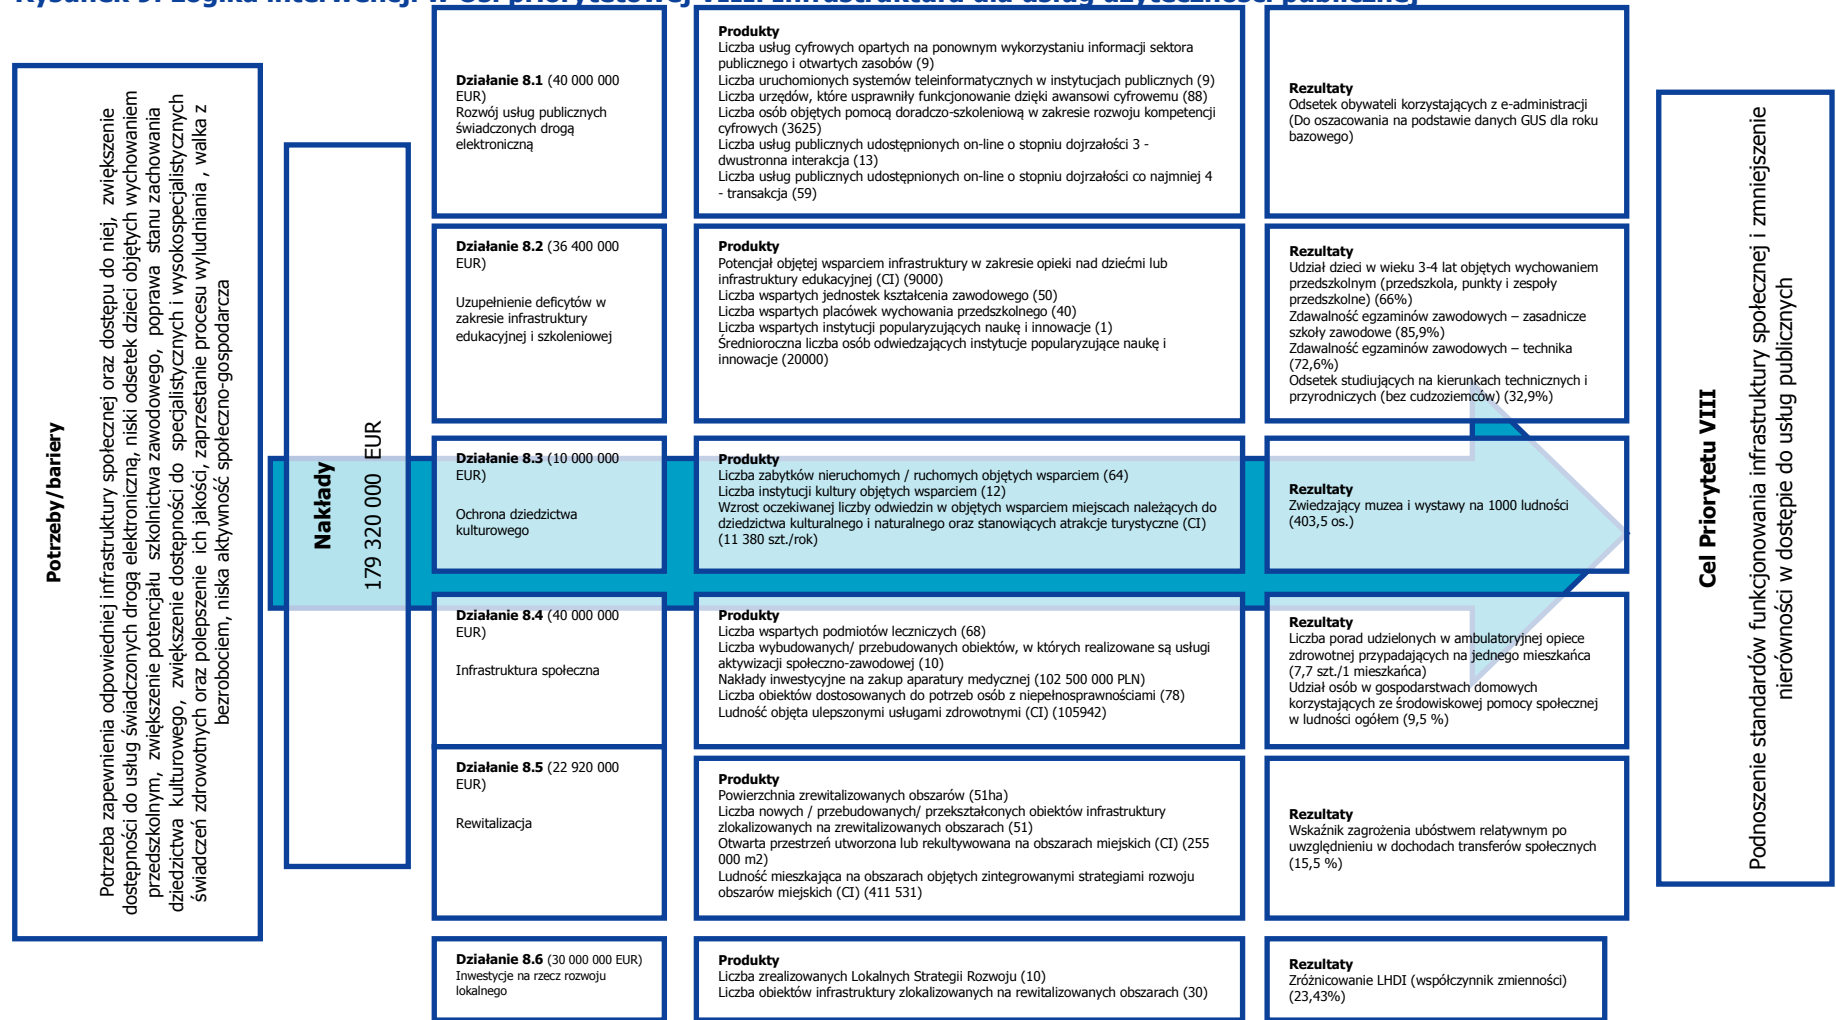 Rysunek 9. Logika interwencji w Osi priorytetowej VIII. Infrastruktura dla usług użyteczności publicznej
Potrzeby/bariery
Potrzeba zapewnienia odpowiedniej infrastruktury społecznej oraz dostępu do niej, zwiększenie
dostępności do usług świadczonych drogą elektroniczną, niski odsetek dzieci objętych wychowaniem
przedszkolnym, zwiększenie potencjału szkolnictwa zawodowego, poprawa stanu zachowania
dziedzictwa kulturowego, zwiększenie dostępności do specjalistycznych i wysokospecjalistycznych
świadczeń zdrowotnych oraz polepszenie ich jakości, zaprzestanie procesu wyludniania , walka z
bezrobociem, niska aktywność społeczno-gospodarcza
Nakłady
179 320 000 EUR
Działanie 8.1 (40 000 000
EUR)
Rozwój usług publicznych
świadczonych drogą
elektroniczną
Produkty
Liczba usług cyfrowych opartych na ponownym wykorzystaniu informacji sektora
publicznego i otwartych zasobów (9)
Liczba uruchomionych systemów teleinformatycznych w instytucjach publicznych (9)
Liczba urzędów, które usprawniły funkcjonowanie dzięki awansowi cyfrowemu (88)
Liczba osób objętych pomocą doradczo-szkoleniową w zakresie rozwoju kompetencji
cyfrowych (3625)
Liczba usług publicznych udostępnionych on-line o stopniu dojrzałości 3 -
dwustronna interakcja (13)
Liczba usług publicznych udostępnionych on-line o stopniu dojrzałości co najmniej 4
- transakcja (59)
Rezultaty
Odsetek obywateli korzystających z e-administracji
(Do oszacowania na podstawie danych GUS dla roku
bazowego)
Działanie 8.2 (36 400 000
EUR)
Uzupełnienie deficytów w
zakresie infrastruktury
edukacyjnej i szkoleniowej
Produkty
Potencjał objętej wsparciem infrastruktury w zakresie opieki nad dziećmi lub
infrastruktury edukacyjnej (CI) (9000)
Liczba wspartych jednostek kształcenia zawodowego (50)
Liczba wspartych placówek wychowania przedszkolnego (40)
Liczba wspartych instytucji popularyzujących naukę i innowacje (1)
Średnioroczna liczba osób odwiedzających instytucje popularyzujące naukę i
innowacje (20000)
Rezultaty
Udział dzieci w wieku 3-4 lat objętych wychowaniem
przedszkolnym (przedszkola, punkty i zespoły
przedszkolne) (66%)
Zdawalność egzaminów zawodowych – zasadnicze
szkoły zawodowe (85,9%)
Zdawalność egzaminów zawodowych – technika
(72,6%)
Odsetek studiujących na kierunkach technicznych i
przyrodniczych (bez cudzoziemców) (32,9%)
Działanie 8.3 (10 000 000
EUR)
Ochrona dziedzictwa
kulturowego
Produkty
Liczba zabytków nieruchomych / ruchomych objętych wsparciem (64)
Liczba instytucji kultury objętych wsparciem (12)
Wzrost oczekiwanej liczby odwiedzin w objętych wsparciem miejscach należących do
dziedzictwa kulturalnego i naturalnego oraz stanowiących atrakcje turystyczne (CI)
(11 380 szt./rok)
Rezultaty
Zwiedzający muzea i wystawy na 1000 ludności
(403,5 os.)
Działanie 8.4 (40 000 000
EUR)
Infrastruktura społeczna
Produkty
Liczba wspartych podmiotów leczniczych (68)
Liczba wybudowanych/ przebudowanych obiektów, w których realizowane są usługi
aktywizacji społeczno-zawodowej (10)
Nakłady inwestycyjne na zakup aparatury medycznej (102 500 000 PLN)
Liczba obiektów dostosowanych do potrzeb osób z niepełnosprawnościami (78)
Ludność objęta ulepszonymi usługami zdrowotnymi (CI) (105942)
Rezultaty
Liczba porad udzielonych w ambulatoryjnej opiece
zdrowotnej przypadających na jednego mieszkańca
(7,7 szt./1 mieszkańca)
Udział osób w gospodarstwach domowych
korzystających ze środowiskowej pomocy społecznej
w ludności ogółem (9,5 %)
Działanie 8.5 (22 920 000
EUR)
Rewitalizacja
Produkty
Powierzchnia zrewitalizowanych obszarów (51ha)
Liczba nowych / przebudowanych/ przekształconych obiektów infrastruktury
zlokalizowanych na zrewitalizowanych obszarach (51)
Otwarta przestrzeń utworzona lub rekultywowana na obszarach miejskich (CI) (255
000 m2)
Ludność mieszkająca na obszarach objętych zintegrowanymi strategiami rozwoju
obszarów miejskich (CI) (411 531)
Rezultaty
Wskaźnik zagrożenia ubóstwem relatywnym po
uwzględnieniu w dochodach transferów społecznych
(15,5 %)
Działanie 8.6 (30 000 000 EUR)
Inwestycje na rzecz rozwoju
lokalnego
Produkty
Liczba zrealizowanych Lokalnych Strategii Rozwoju (10)
Liczba obiektów infrastruktury zlokalizowanych na rewitalizowanych obszarach (30)
Rezultaty
Zróżnicowanie LHDI (współczynnik zmienności)
(23,43%)
Cel Priorytetu VIII
Podnoszenie standardów funkcjonowania infrastruktury społecznej i zmniejszenie
nierówności w dostępie do usług publicznych